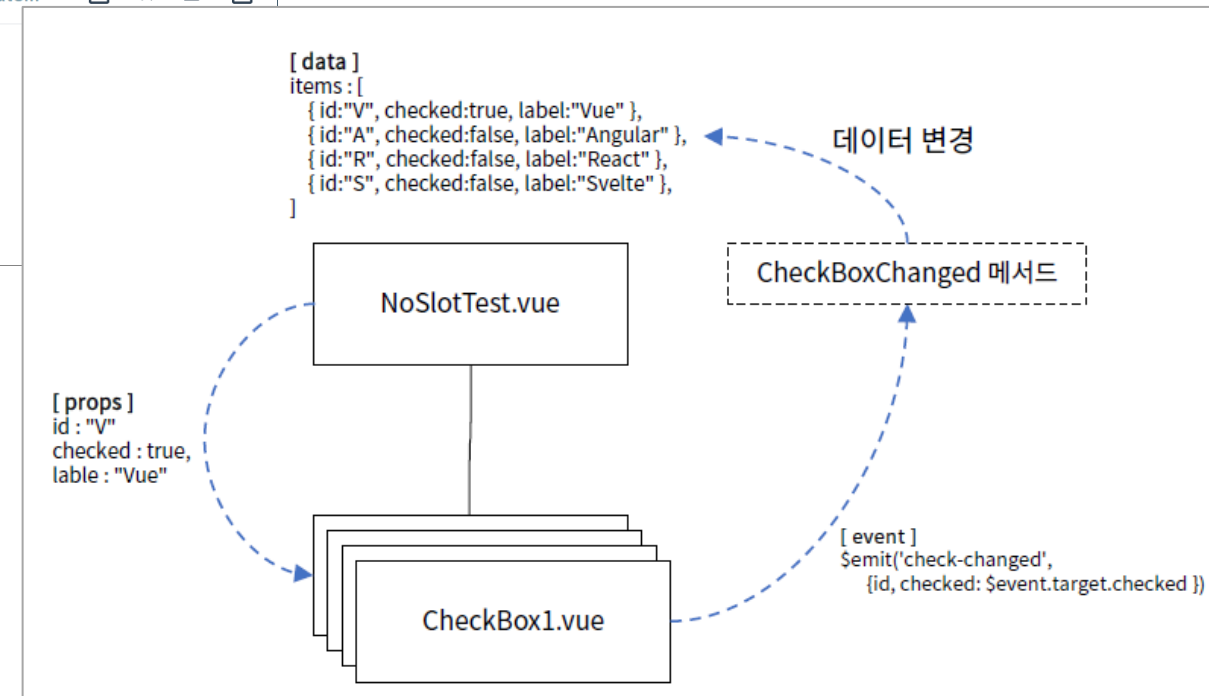 [ data ]
items : [
{ id:"V", checked:true, label:"Vue" },
{ id:"A", checked:false, label:"Angular" },
{ id:"R", checked:false, label:"React" },
{ id:"S", checked:false, label:"Svelte" },
]
데이터 변경
CheckBoxChanged 메서드
NoSlotTest.vue
[ props ]
id : "V"
checked : true,
lable : "Vue"
[ event ]
$emit('check-changed',
{id, checked: $event.target.checked })
CheckBox1.vue